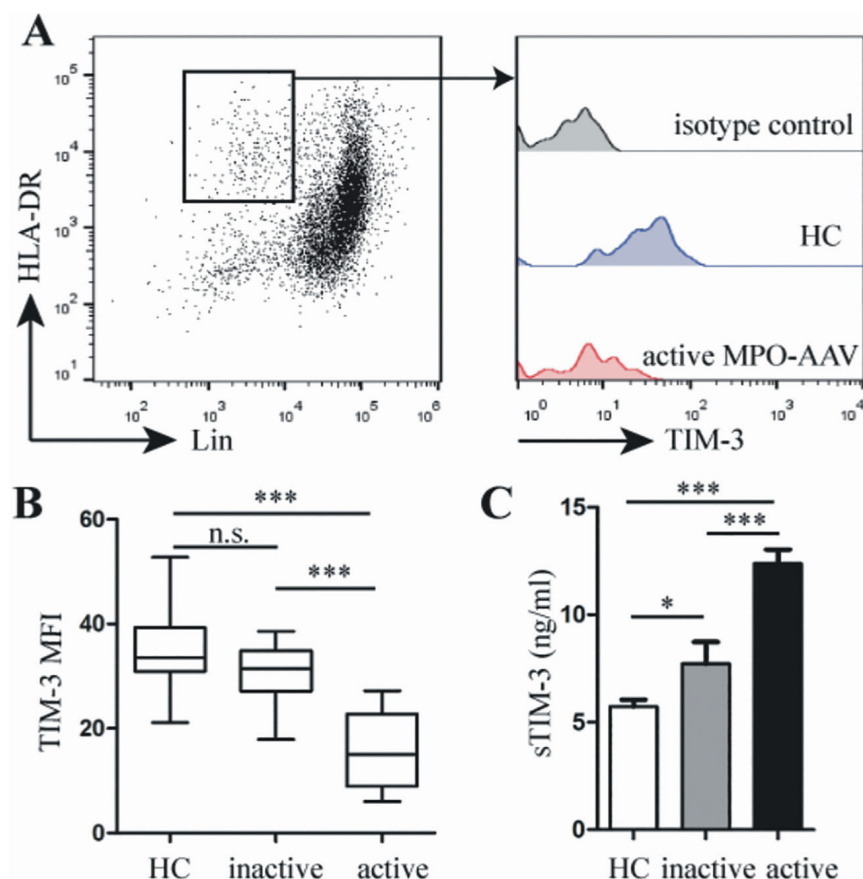 A
HLA-DR
10^5
10^4
10^3
10^2
10^1
10^2 10^3 10^4 10^5 10^6
Lin
isotype control
HC
active MPO-AAV
10^0 10^1 10^2 10^3 10^4
TIM-3
B
TIM-3 MFI
60
40
20
0
***
n.s.
***
HC inactive active
C
sTIM-3 (ng/ml)
15
10
5
0
***
***
*
HC inactive active